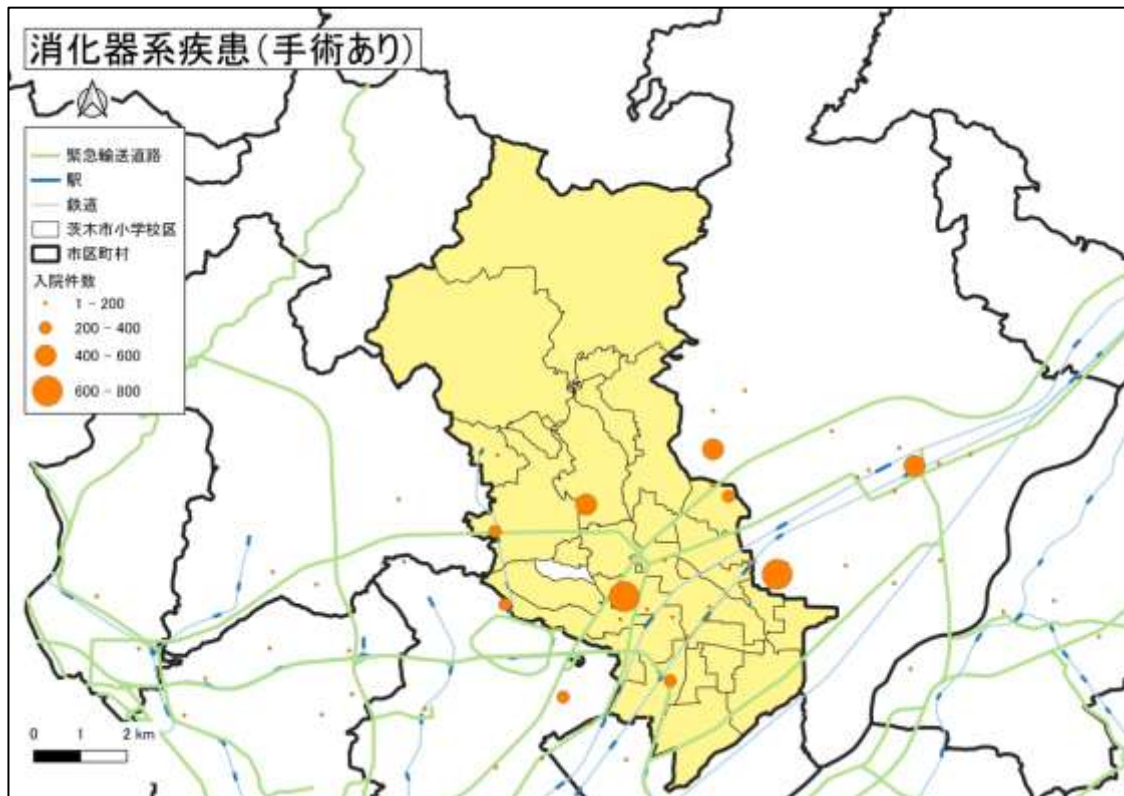 消化器系疾患(手術あり)
緊急輸送道路
駅
鉄道
茨木市小学校区
市区町村
入院件数
1 - 200
200 - 400
400 - 600
600 - 800
0 1 2 km